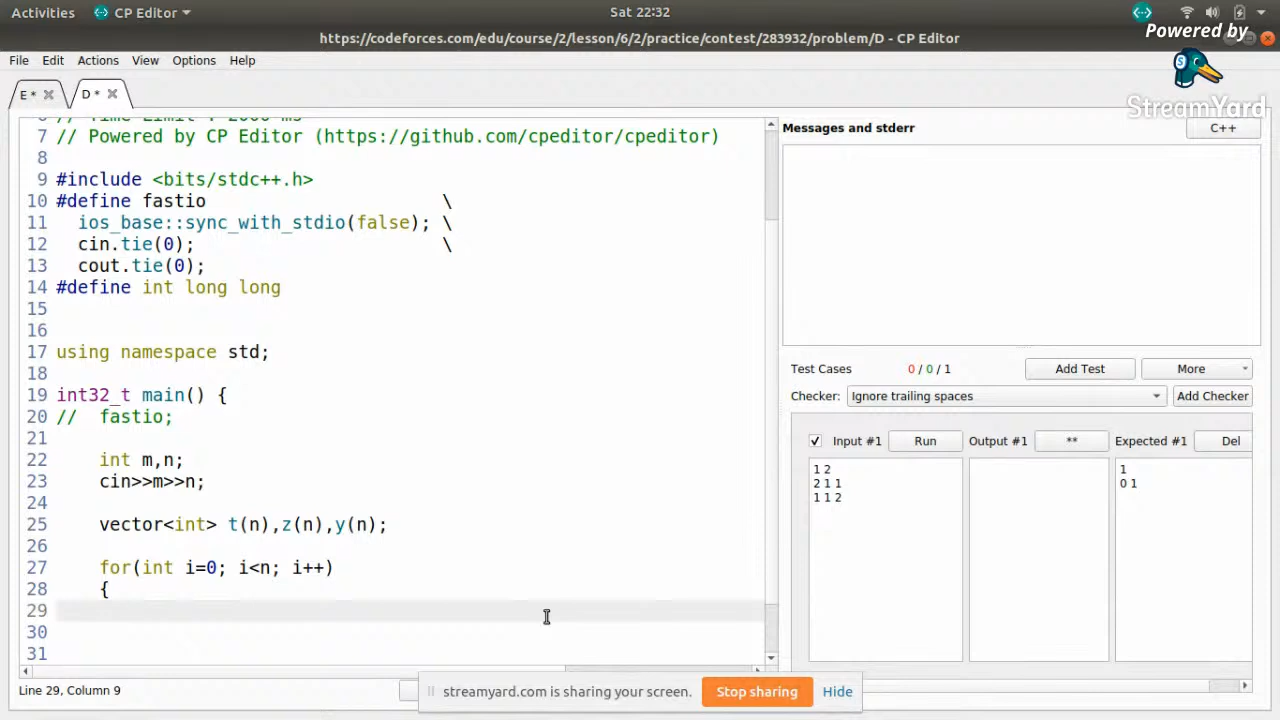 Activities CP Editor Sat 22:32
https://codeforces.com/edu/course/2/lesson/6/2/practice/contest/283932/problem/D - CP Editor
Powered by
StreamYard
File Edit Actions View Options Help
E * D *
6 // Time Limit : 2000 ms
7 // Powered by CP Editor (https://github.com/cpeditor/cpeditor)
8
9 #include <bits/stdc++.h>
10 #define fastio \
11 ios_base::sync_with_stdio(false); \
12 cin.tie(0); \
13 cout.tie(0);
14 #define int long long
15
16
17 using namespace std;
18
19 int32_t main() {
20 // fastio;
21
22 int m,n;
23 cin>>m>>n;
24
25 vector<int> t(n),z(n),y(n);
26
27 for(int i=0; i<n; i++)
28 {
29
30
31
Line 29, Column 9
Messages and stderr C++
Test Cases 0 / 0 / 1 Add Test More
Checker: Ignore trailing spaces Add Checker
Input #1 Run Output #1 ** Expected #1 Del
1 2
2 1 1
1 1 2
1
0 1
streamyard.com is sharing your screen. Stop sharing Hide